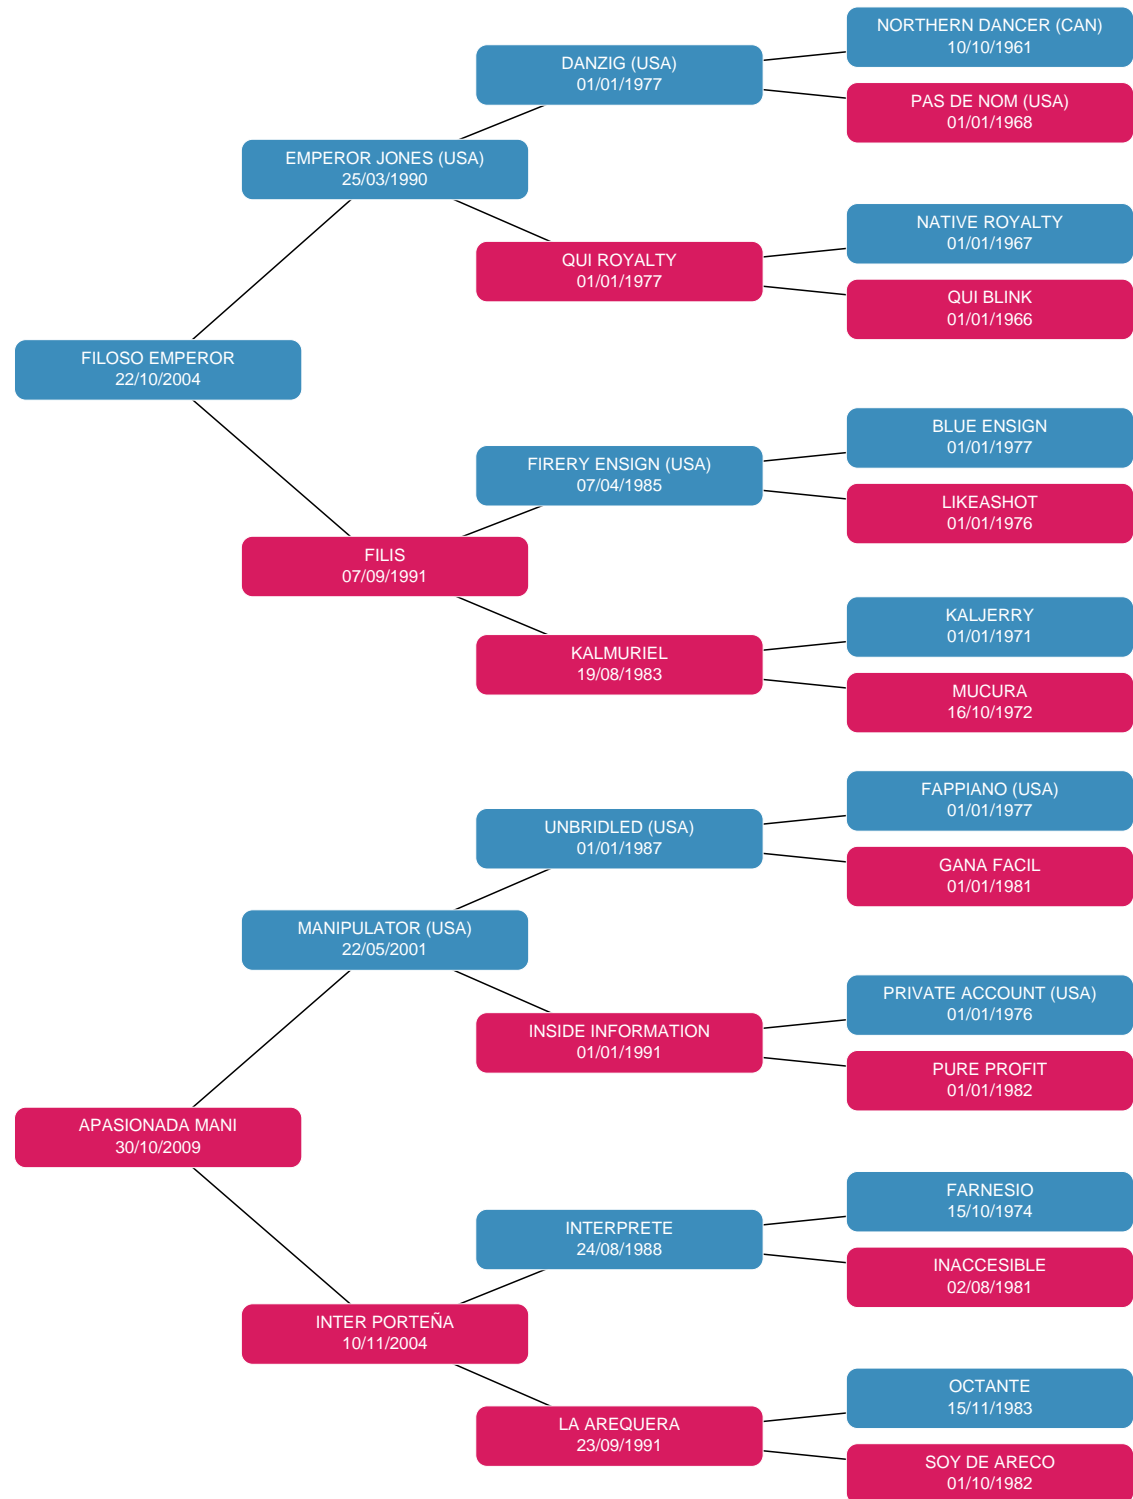 NORTHERN DANCER (CAN)
10/10/1961
DANZIG (USA)
01/01/1977
PAS DE NOM (USA)
01/01/1968
EMPEROR JONES (USA)
25/03/1990
NATIVE ROYALTY
01/01/1967
QUI ROYALTY
01/01/1977
QUI BLINK
01/01/1966
FILOSO EMPEROR
22/10/2004
BLUE ENSIGN
01/01/1977
FIRERY ENSIGN (USA)
07/04/1985
LIKEASHOT
01/01/1976
FILIS
07/09/1991
KALJERRY
01/01/1971
KALMURIEL
19/08/1983
MUCURA
16/10/1972
FAPPIANO (USA)
01/01/1977
UNBRIDLED (USA)
01/01/1987
GANA FACIL
01/01/1981
MANIPULATOR (USA)
22/05/2001
PRIVATE ACCOUNT (USA)
01/01/1976
INSIDE INFORMATION
01/01/1991
PURE PROFIT
01/01/1982
APASIONADA MANI
30/10/2009
FARNESIO
15/10/1974
INTERPRETE
24/08/1988
INACCESIBLE
02/08/1981
INTER PORTEÑA
10/11/2004
OCTANTE
15/11/1983
LA AREQUERA
23/09/1991
SOY DE ARECO
01/10/1982